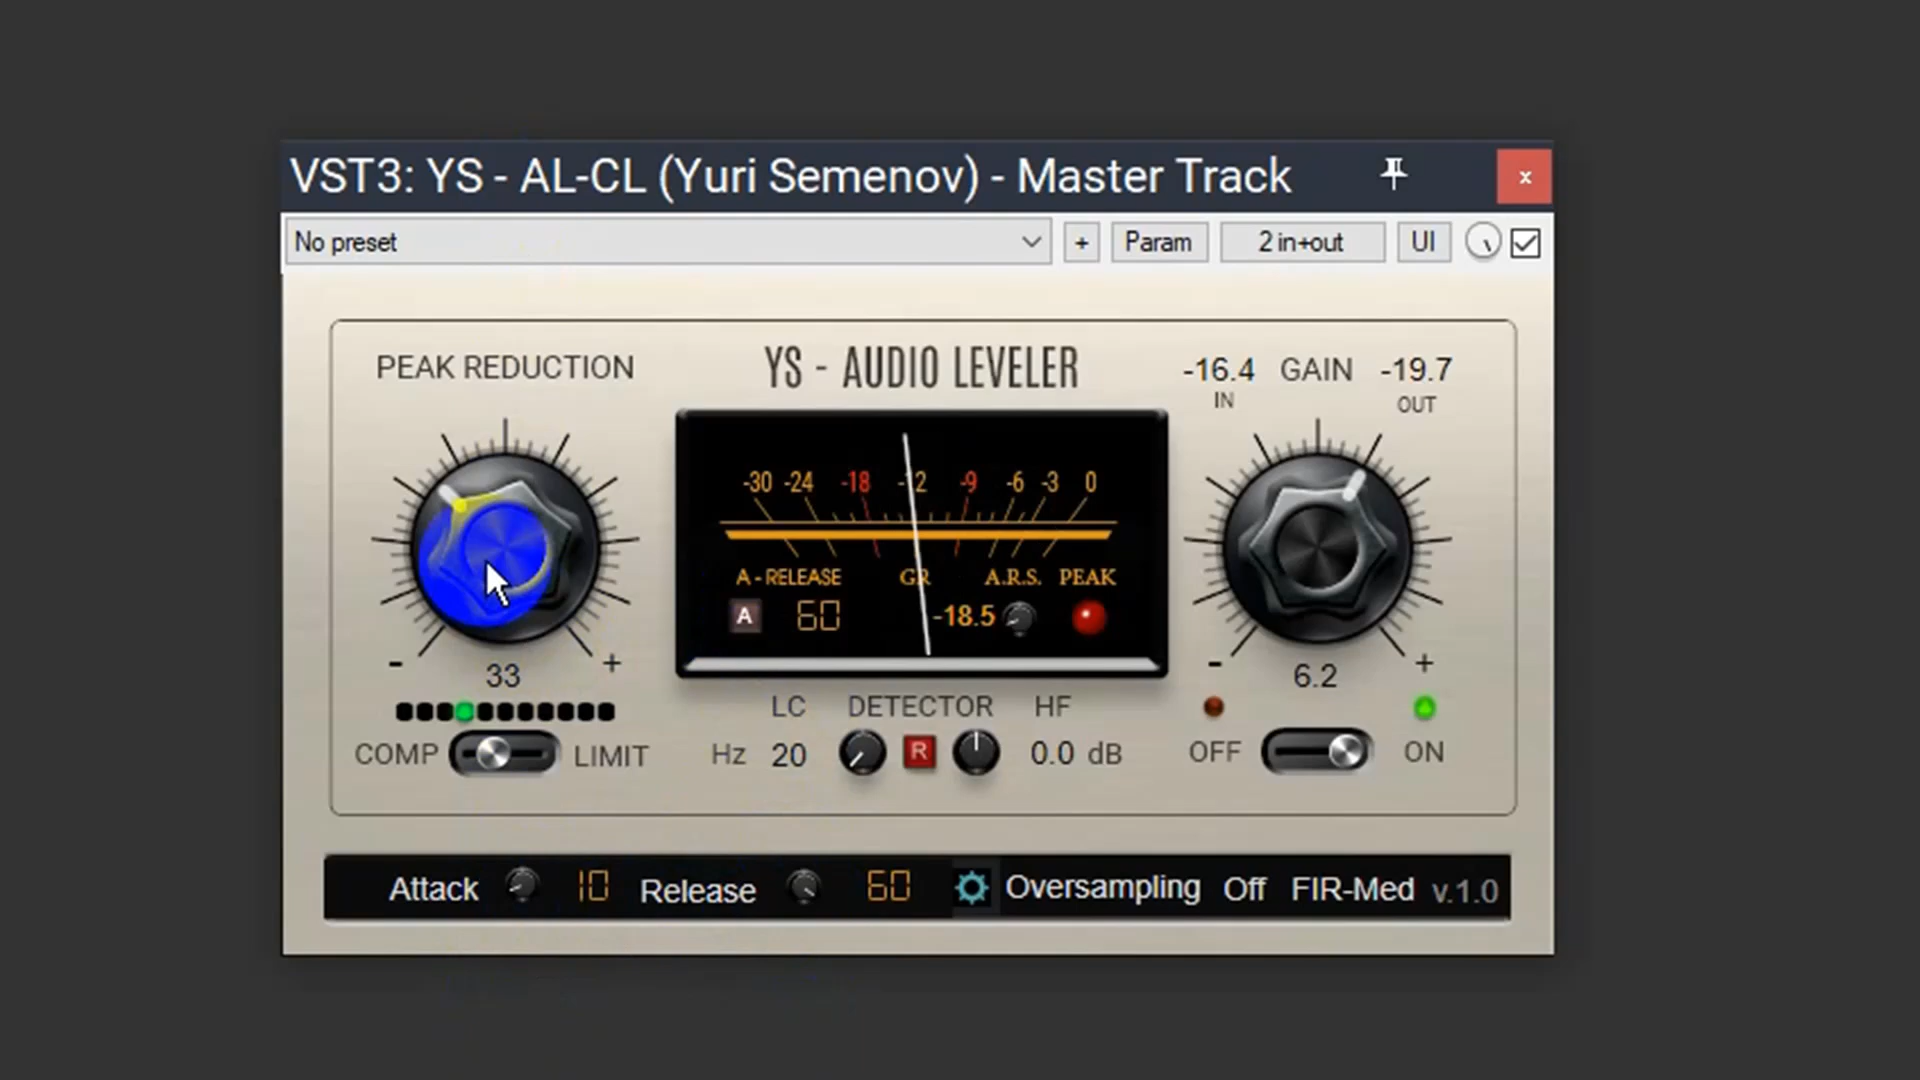 VST3: YS - AL-CL (Yuri Semenov) - Master Track x
No preset + Param 2 in+out UI
PEAK REDUCTION YS - AUDIO LEVELER -16.4 GAIN -19.7
IN OUT
-30 -24 -18 -12 -9 -6 -3 0
A - RELEASE GR A.R.S. PEAK
A 60 -18.5
- 33 + - 6.2 +
LC DETECTOR HF
COMP LIMIT Hz 20 R 0.0 dB OFF ON
Attack 10 Release 60 Oversampling Off FIR-Med v.1.0